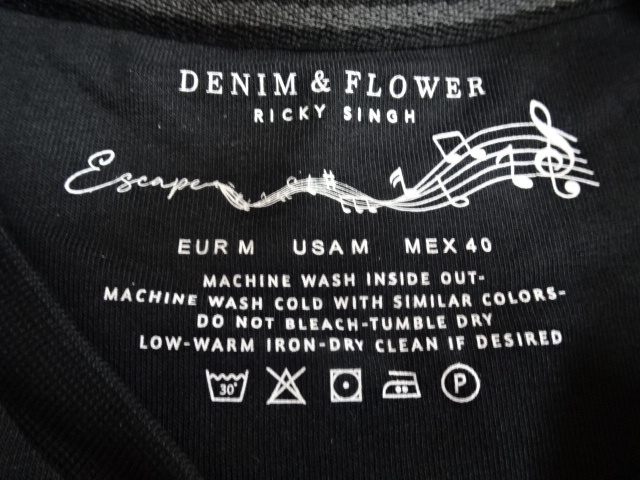 DENIM & FLOWER
RICKY SINGH
Escape
EUR M USA M MEX 40
MACHINE WASH INSIDE OUT-
MACHINE WASH COLD WITH SIMILAR COLORS-
DO NOT BLEACH-TUMBLE DRY
LOW-WARM IRON-DRY CLEAN IF DESIRED
30° P